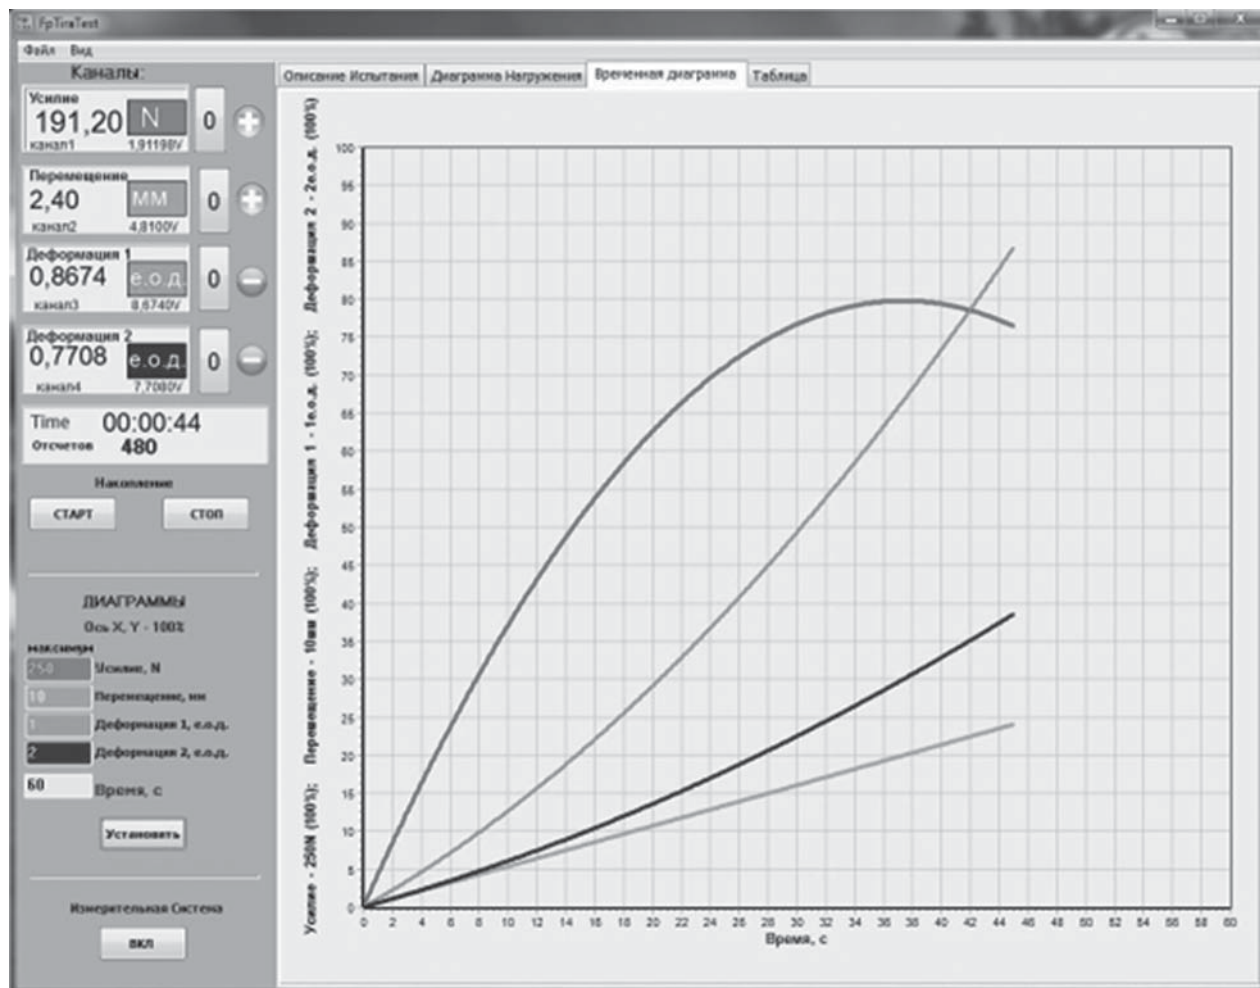 FpTiraTest
Файл Вид
Каналы:
Усилие
191,20 N 0
канал1 1,91198V
Перемещение
2,40 мм 0
канал2 4,8100V
Деформация 1
0,8674 е.о.д. 0
канал3 8,6740V
Деформация 2
0,7708 е.о.д. 0
канал4 7,7080V
Time 00:00:44
Отсчетов 480
Накопление
СТАРТ СТОП
ДИАГРАММЫ
Ось X, Y - 100%
максимум
250 Усилие, N
10 Перемещение, мм
1 Деформация 1, е.о.д.
2 Деформация 2, е.о.д.
60 Время, с
Установить
Измерительная Система
ВКЛ
Описание Испытания Диаграмма Нагружения Временная диаграмма Таблица
Усилие - 250N (100%); Перемещение - 10мм (100%); Деформация 1 - 1е.о.д. (100%); Деформация 2 - 2е.о.д. (100%)
100
95
90
85
80
75
70
65
60
55
50
45
40
35
30
25
20
15
10
5
0
0 2 4 6 8 10 12 14 16 18 20 22 24 26 28 30 32 34 36 38 40 42 44 46 48 50 52 54 56 58 60
Время, с